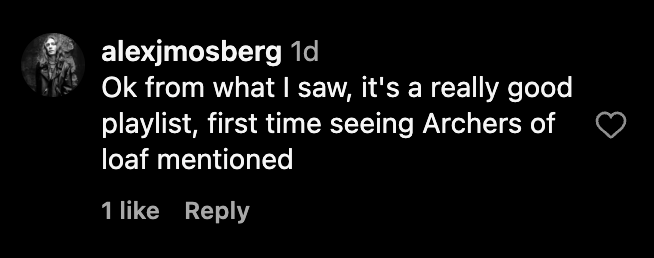 alexjmosberg 1d
Ok from what I saw, it's a really good
playlist, first time seeing Archers of
loaf mentioned
1 like Reply